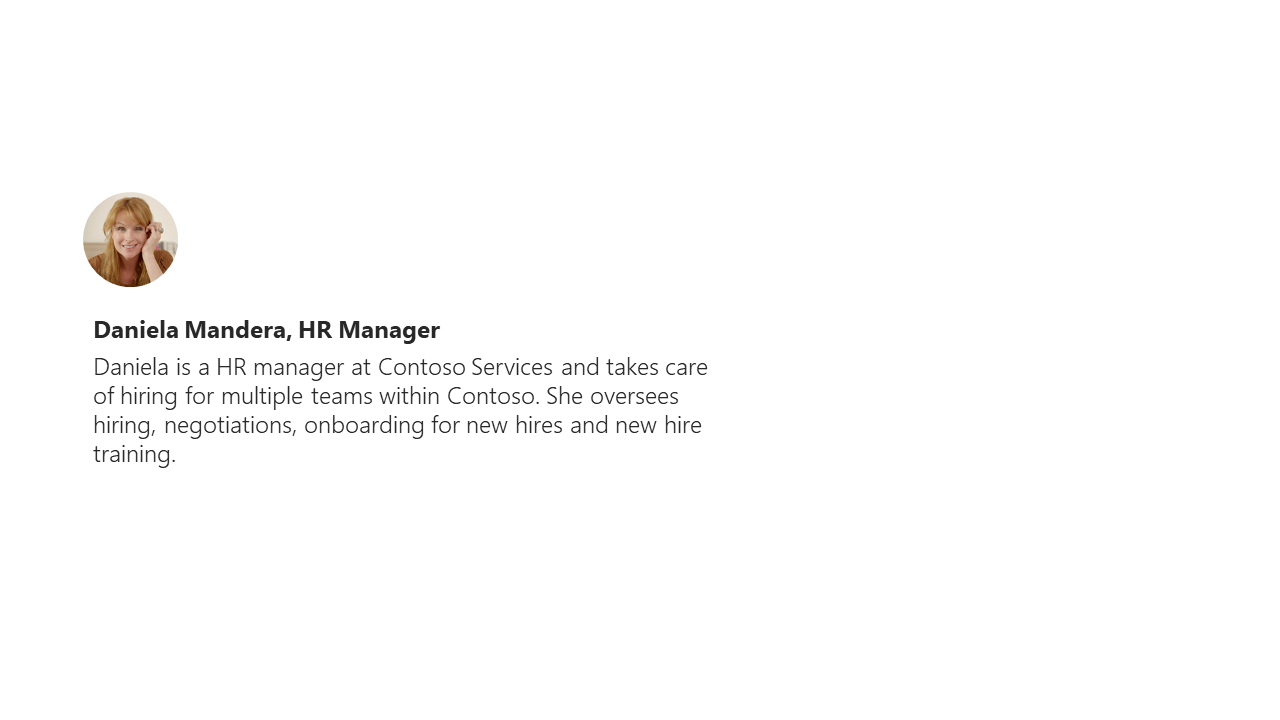 Daniela Mandera, HR Manager
Daniela is a HR manager at Contoso Services and takes care
of hiring for multiple teams within Contoso. She oversees
hiring, negotiations, onboarding for new hires and new hire
training.